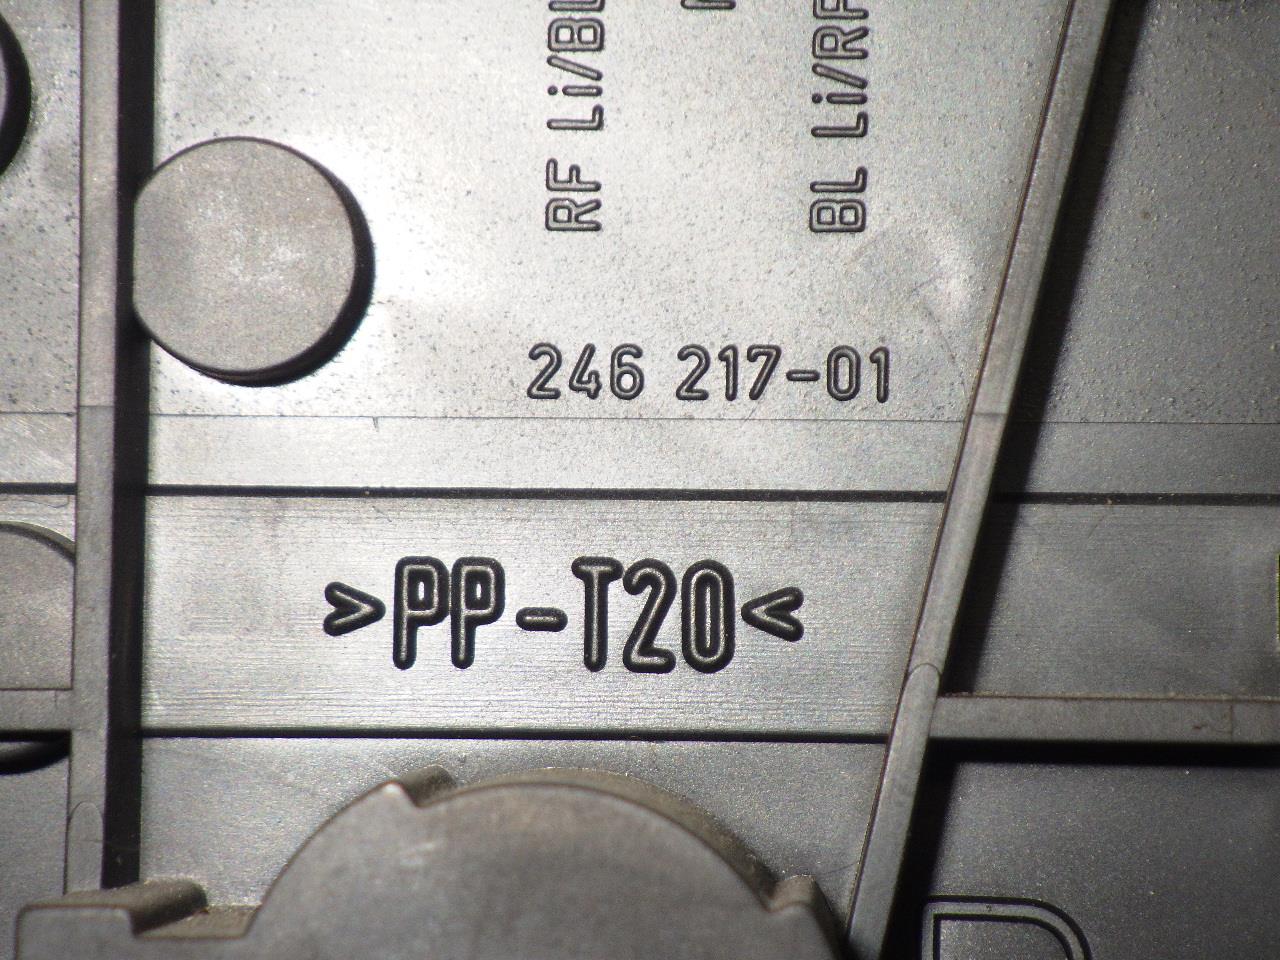 RF Li/BL
BL Li/RF
246 217-01
>PP-T20<